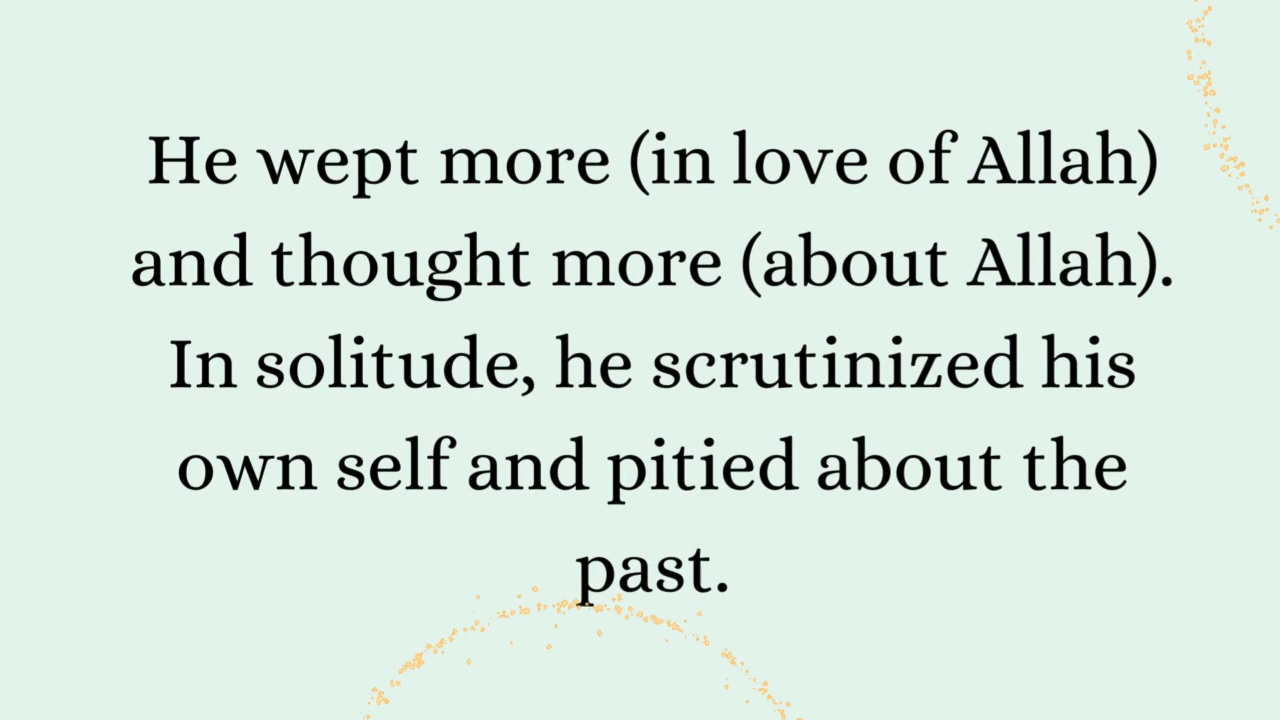 He wept more (in love of Allah)
and thought more (about Allah).
In solitude, he scrutinized his
own self and pitied about the
past.